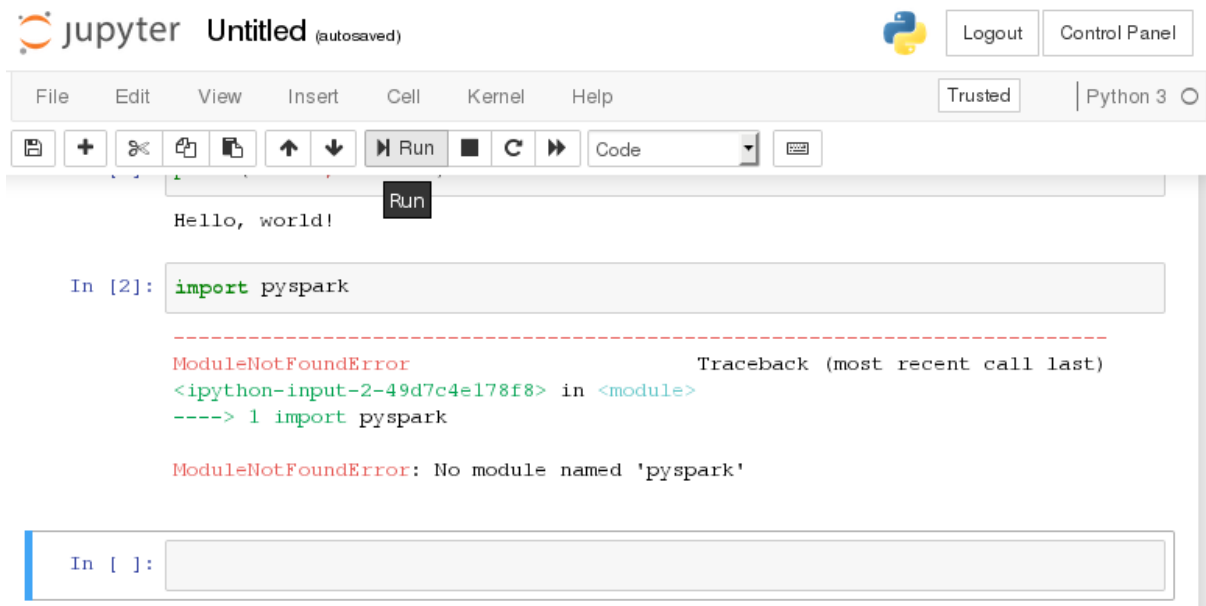 jupyter Untitled (autosaved) Logout Control Panel
File Edit View Insert Cell Kernel Help Trusted Python 3
Run Code
Run
Hello, world!
In [2]: import pyspark
---------------------------------------------------------------------------
ModuleNotFoundError Traceback (most recent call last)
<ipython-input-2-49d7c4e178f8> in <module>
----> 1 import pyspark
ModuleNotFoundError: No module named 'pyspark'
In [ ]: